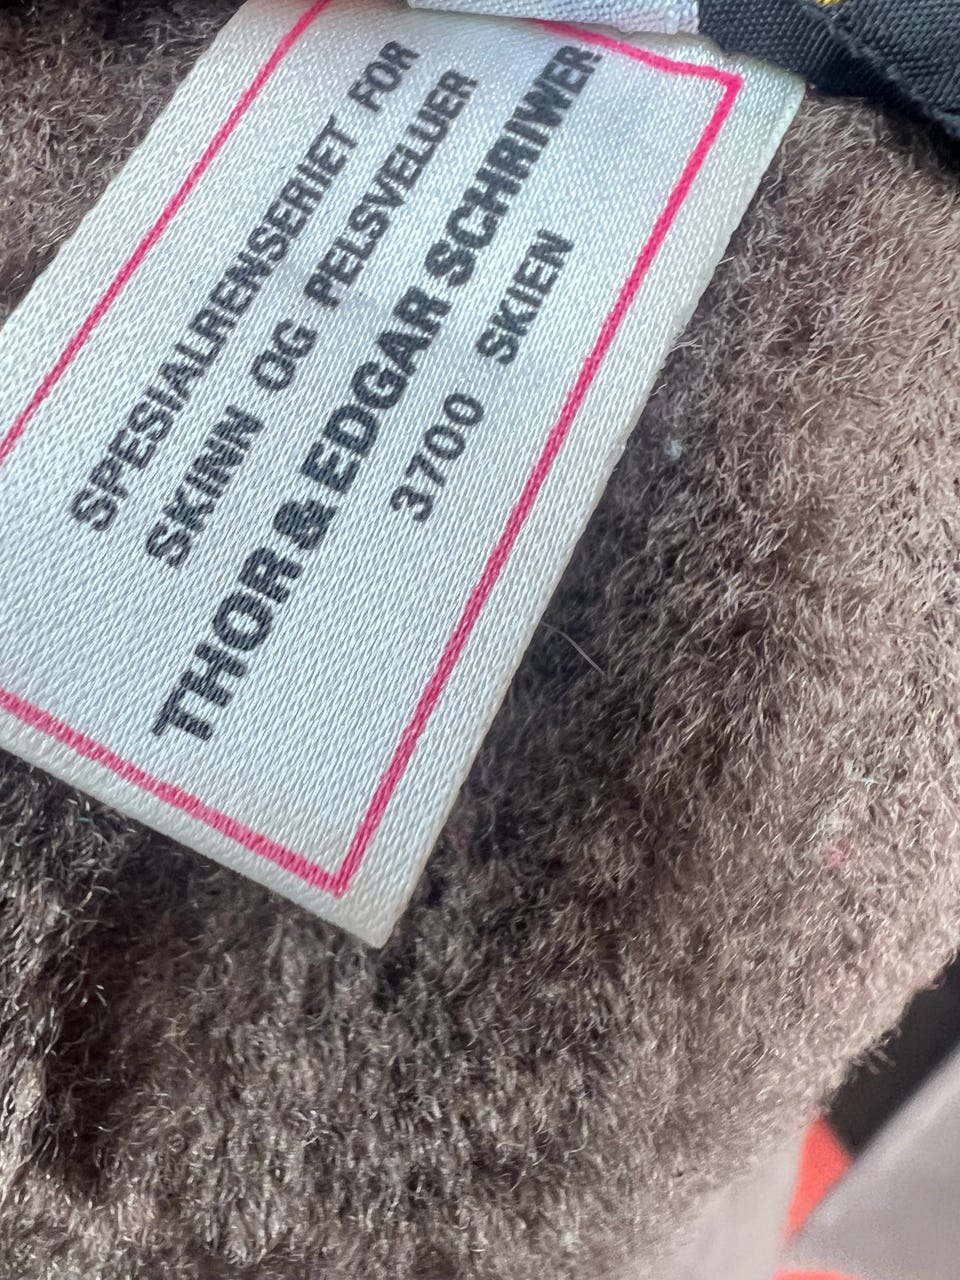 SPESIALRENSERIET FOR
SKINN OG PELSVELUER
THOR & EDGAR SCHRIWER
3700 SKIEN